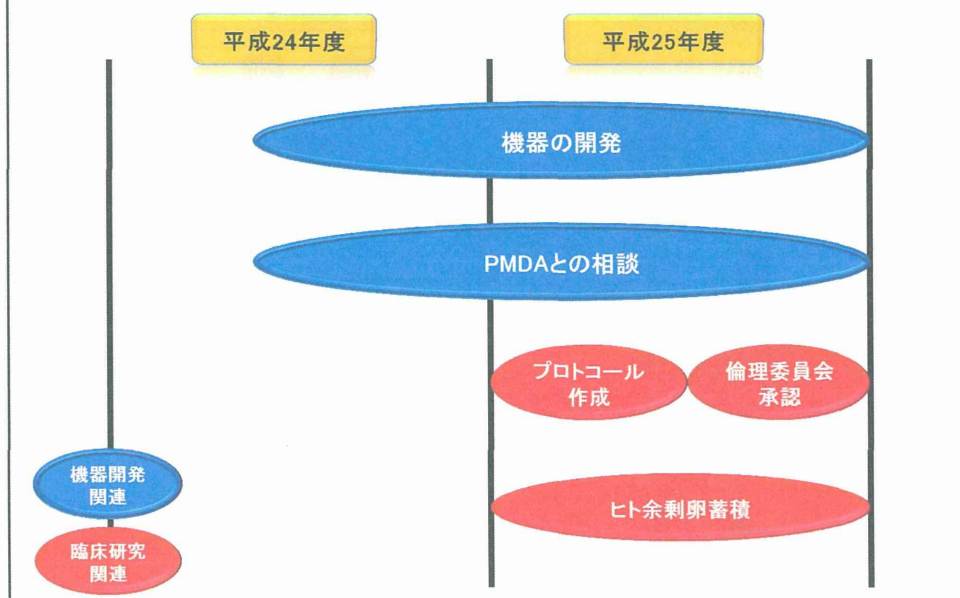 平成24年度
平成25年度
機器の開発
PMDAとの相談
プロトコール
作成
倫理委員会
承認
機器開発
関連
ヒト余剰卵蓄積
臨床研究
関連